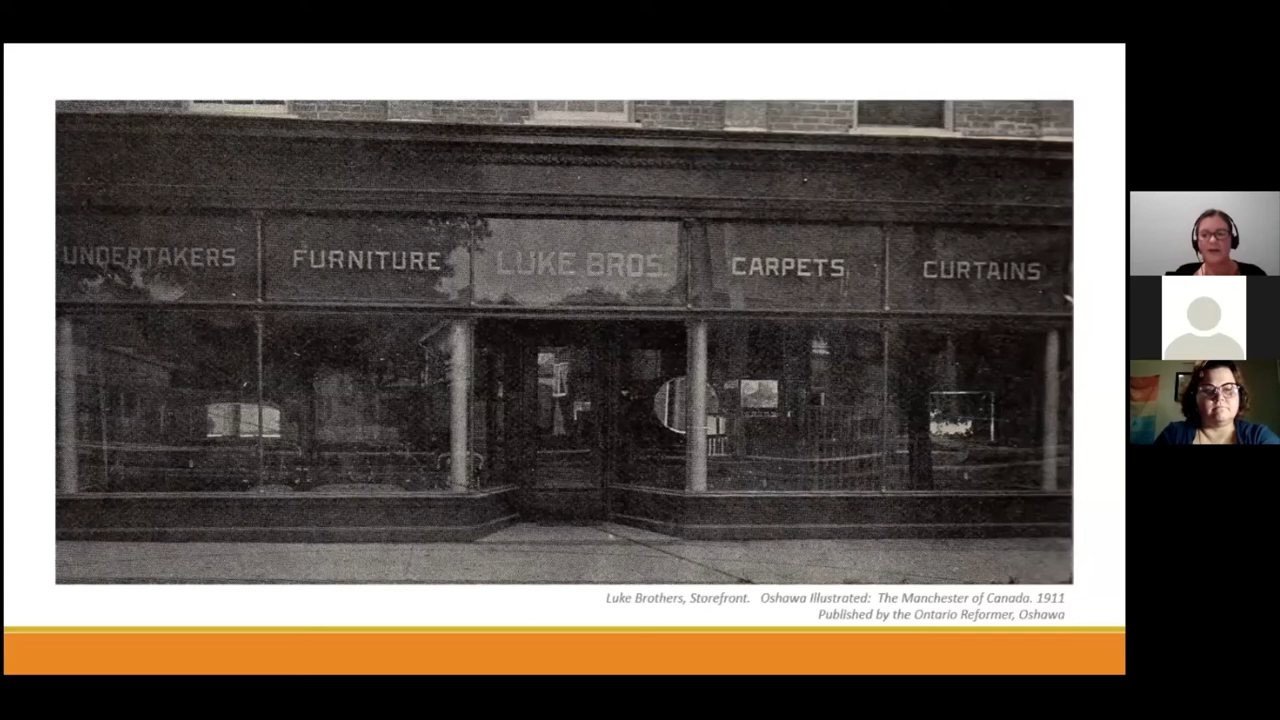 UNDERTAKERS FURNITURE LUKE BROS. CARPETS CURTAINS
Luke Brothers, Storefront. Oshawa Illustrated: The Manchester of Canada. 1911
Published by the Ontario Reformer, Oshawa